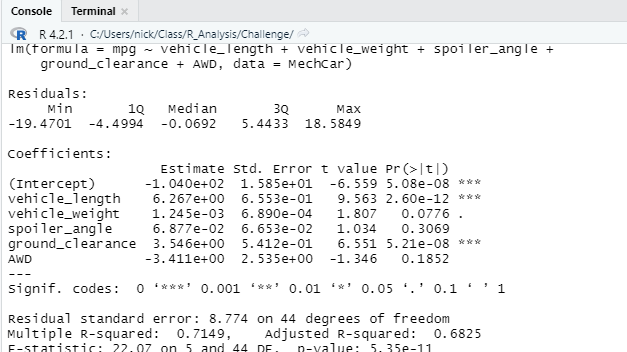 Console Terminal ×
R R 4.2.1 · C:/Users/nick/Class/R_Analysis/Challenge/
lm(formula = mpg ~ vehicle_length + vehicle_weight + spoiler_angle +
    ground_clearance + AWD, data = MechCar)
Residuals:
     Min       1Q   Median       3Q      Max
-19.4701  -4.4994  -0.0692   5.4433  18.5849
Coefficients:
                   Estimate Std. Error t value Pr(>|t|)
(Intercept)      -1.040e+02  1.585e+01  -6.559 5.08e-08 ***
vehicle_length    6.267e+00  6.553e-01   9.563 2.60e-12 ***
vehicle_weight    1.245e-03  6.890e-04   1.807   0.0776 .
spoiler_angle     6.877e-02  6.653e-02   1.034   0.3069
ground_clearance  3.546e+00  5.412e-01   6.551 5.21e-08 ***
AWD              -3.411e+00  2.535e+00  -1.346   0.1852
---
Signif. codes:  0 ‘***’ 0.001 ‘**’ 0.01 ‘*’ 0.05 ‘.’ 0.1 ‘ ’ 1
Residual standard error: 8.774 on 44 degrees of freedom
Multiple R-squared:  0.7149,    Adjusted R-squared:  0.6825
F-statistic: 22.07 on 5 and 44 DF,  p-value: 5.35e-11